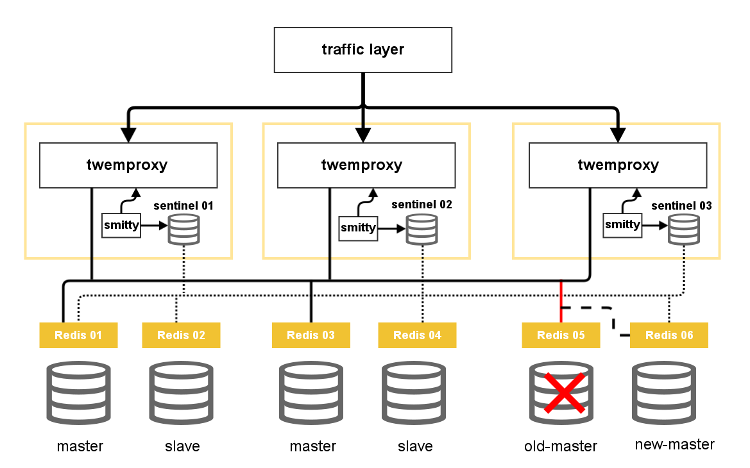 traffic layer
twemproxy
twemproxy
twemproxy
sentinel 01
smitty
sentinel 02
smitty
sentinel 03
smitty
Redis 01
Redis 02
Redis 03
Redis 04
Redis 05
Redis 06
master
slave
master
slave
old-master
new-master